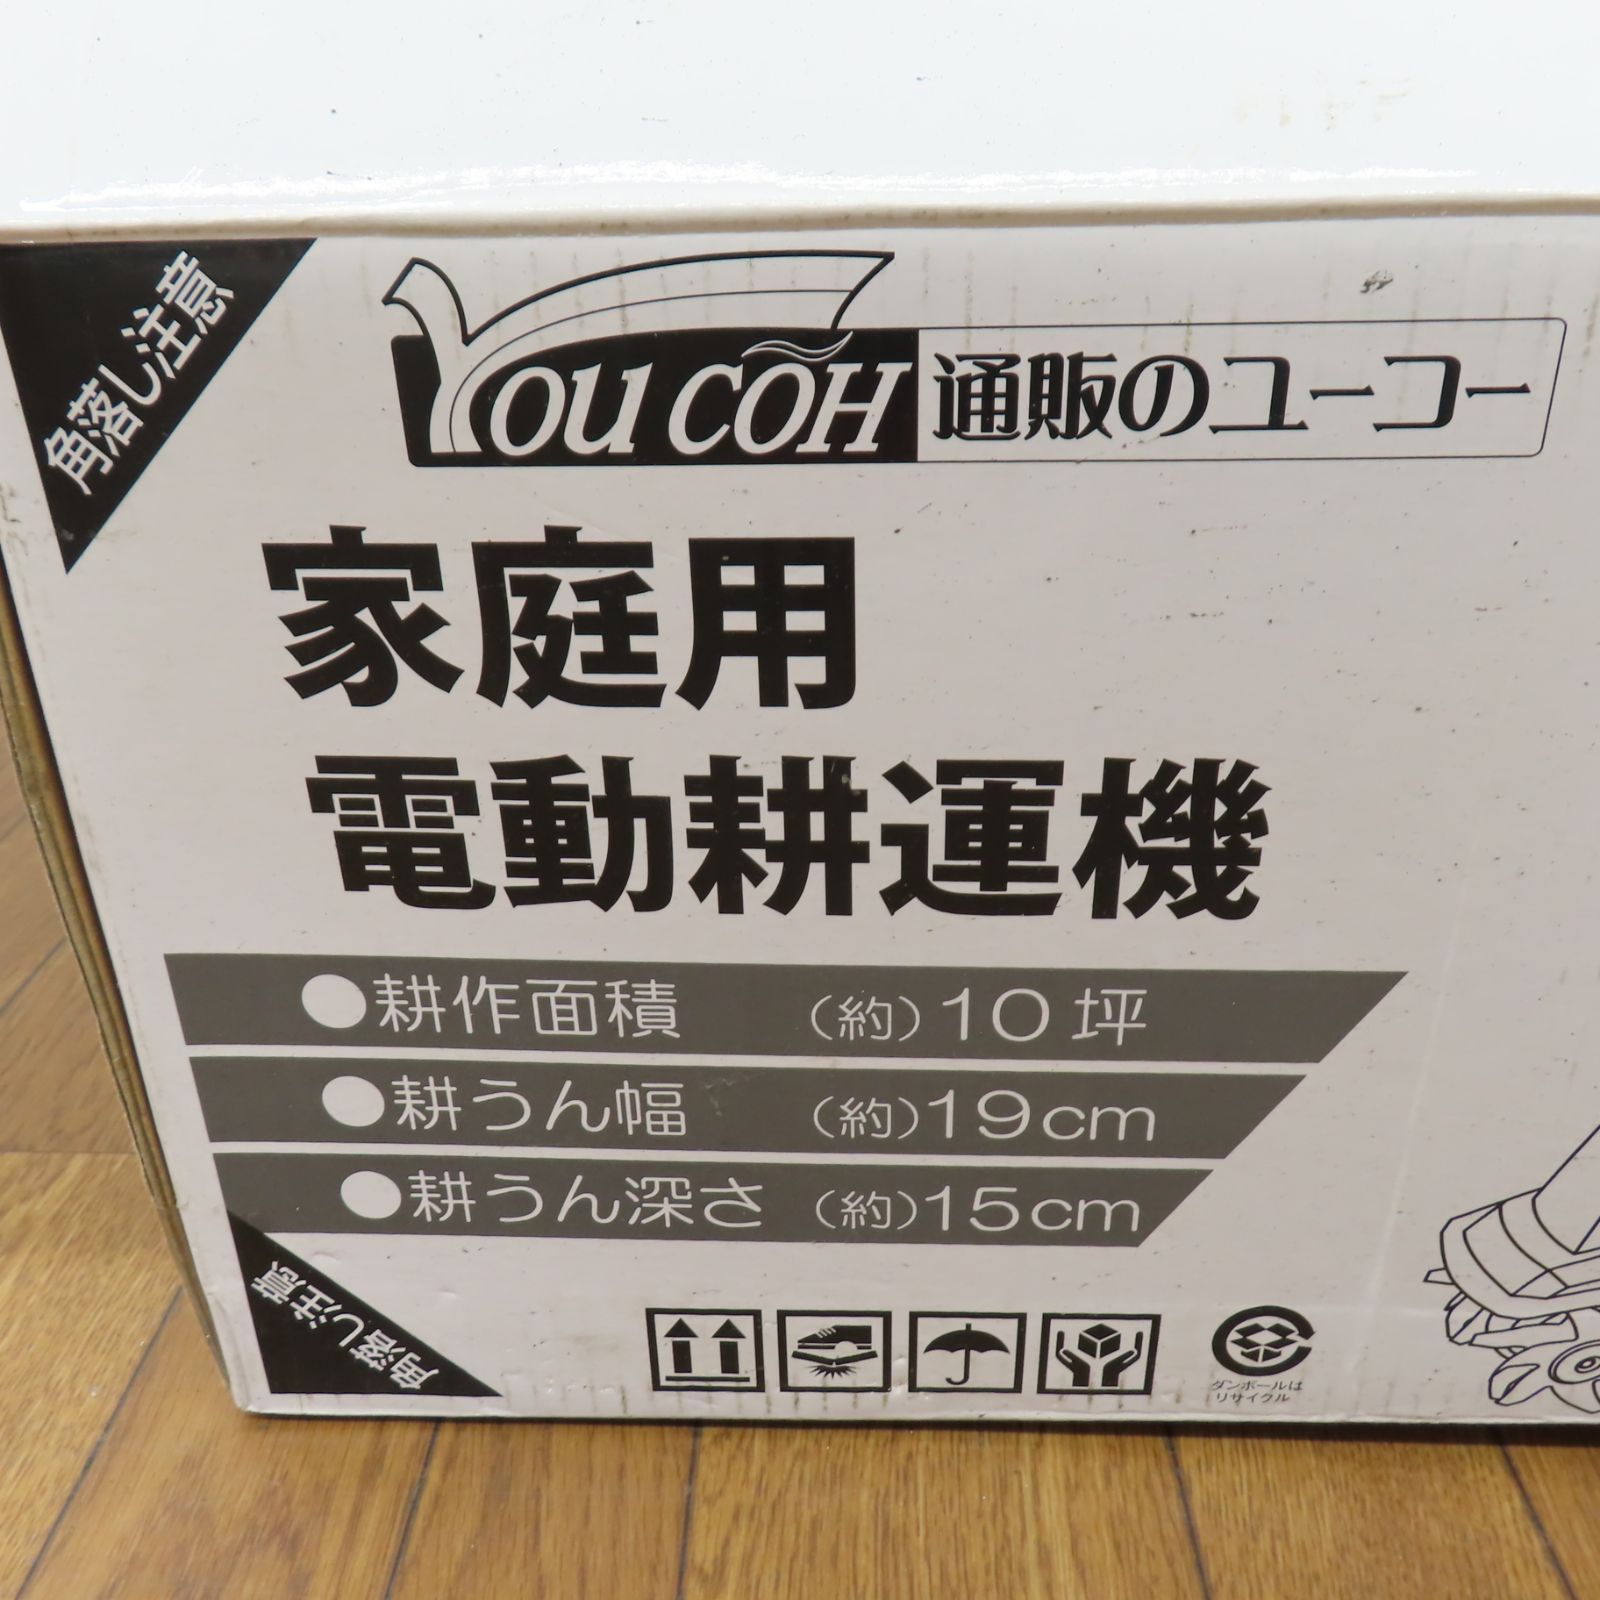 角落し注意
YOUCOH 通販のユーコー
家庭用
電動耕運機
●耕作面積 (約)10坪
●耕うん幅 (約)19cm
●耕うん深さ (約)15cm
角落し注意
ダンボールは
リサイクル